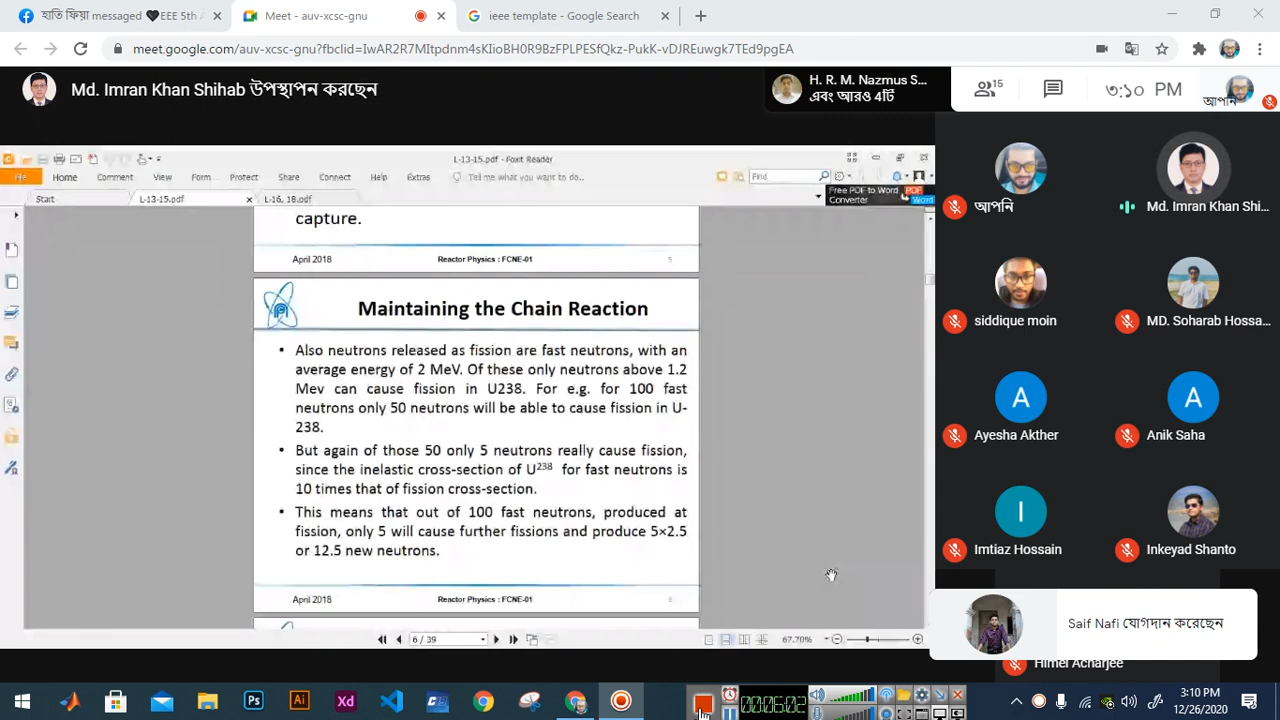 হাতি ফিয়া messaged 🖤EEE 5th A
Meet - auv-xcsc-gnu
ieee template - Google Search
meet.google.com/auv-xcsc-gnu?fbclid=IwAR2R7MItpdnm4sKIioBH0R9BzFPLPESfQkz-PukK-vDJREuwgk7TEd9pgEA
Md. Imran Khan Shihab উপস্থাপন করছেন
H. R. M. Nazmus S...
এবং আরও 4টি
15
৩:১০ PM
আপনি
L-13-15.pdf - Foxit Reader
File
Home
Comment
View
Form
Protect
Share
Connect
Help
Extras
Tell me what you want to do..
Find
Start
L-13-15.pdf
L-16, 18.pdf
Free PDF to Word
Converter
PDF
Word
capture.
April 2018
Reactor Physics : FCNE-01
5
Maintaining the Chain Reaction
• Also neutrons released as fission are fast neutrons, with an
average energy of 2 MeV. Of these only neutrons above 1.2
Mev can cause fission in U238. For e.g. for 100 fast
neutrons only 50 neutrons will be able to cause fission in U-
238.
• But again of those 50 only 5 neutrons really cause fission,
since the inelastic cross-section of U238 for fast neutrons is
10 times that of fission cross-section.
• This means that out of 100 fast neutrons, produced at
fission, only 5 will cause further fissions and produce 5×2.5
or 12.5 new neutrons.
April 2018
Reactor Physics : FCNE-01
6
6 / 39
67.70%
আপনি
Md. Imran Khan Shi...
siddique moin
MD. Soharab Hossa...
A
Ayesha Akther
A
Anik Saha
I
Imtiaz Hossain
Inkeyad Shanto
Saif Nafi যোগদান করেছেন
Himel Acharjee
Ps
Ai
Xd
00:06:02
3:10 PM
12/26/2020